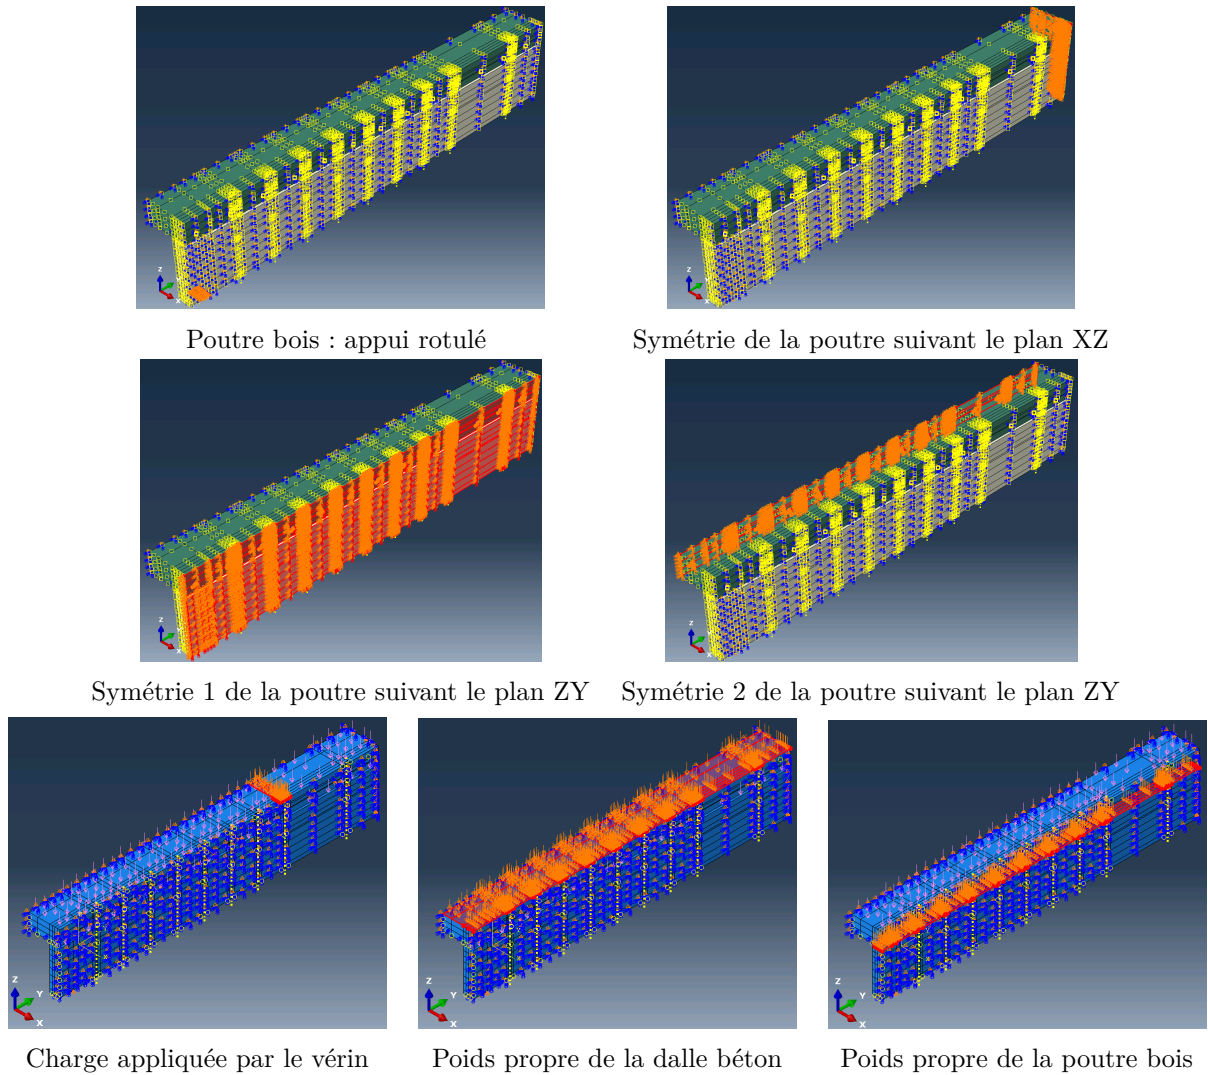 Z
Y
X
Poutre bois : appui rotulé
Z
X
Symétrie de la poutre suivant le plan XZ
Z
X
Symétrie 1 de la poutre suivant le plan ZY
Z
X
Symétrie 2 de la poutre suivant le plan ZY
Z
Y
X
Charge appliquée par le vérin
Z
Y
X
Poids propre de la dalle béton
Z
Y
X
Poids propre de la poutre bois